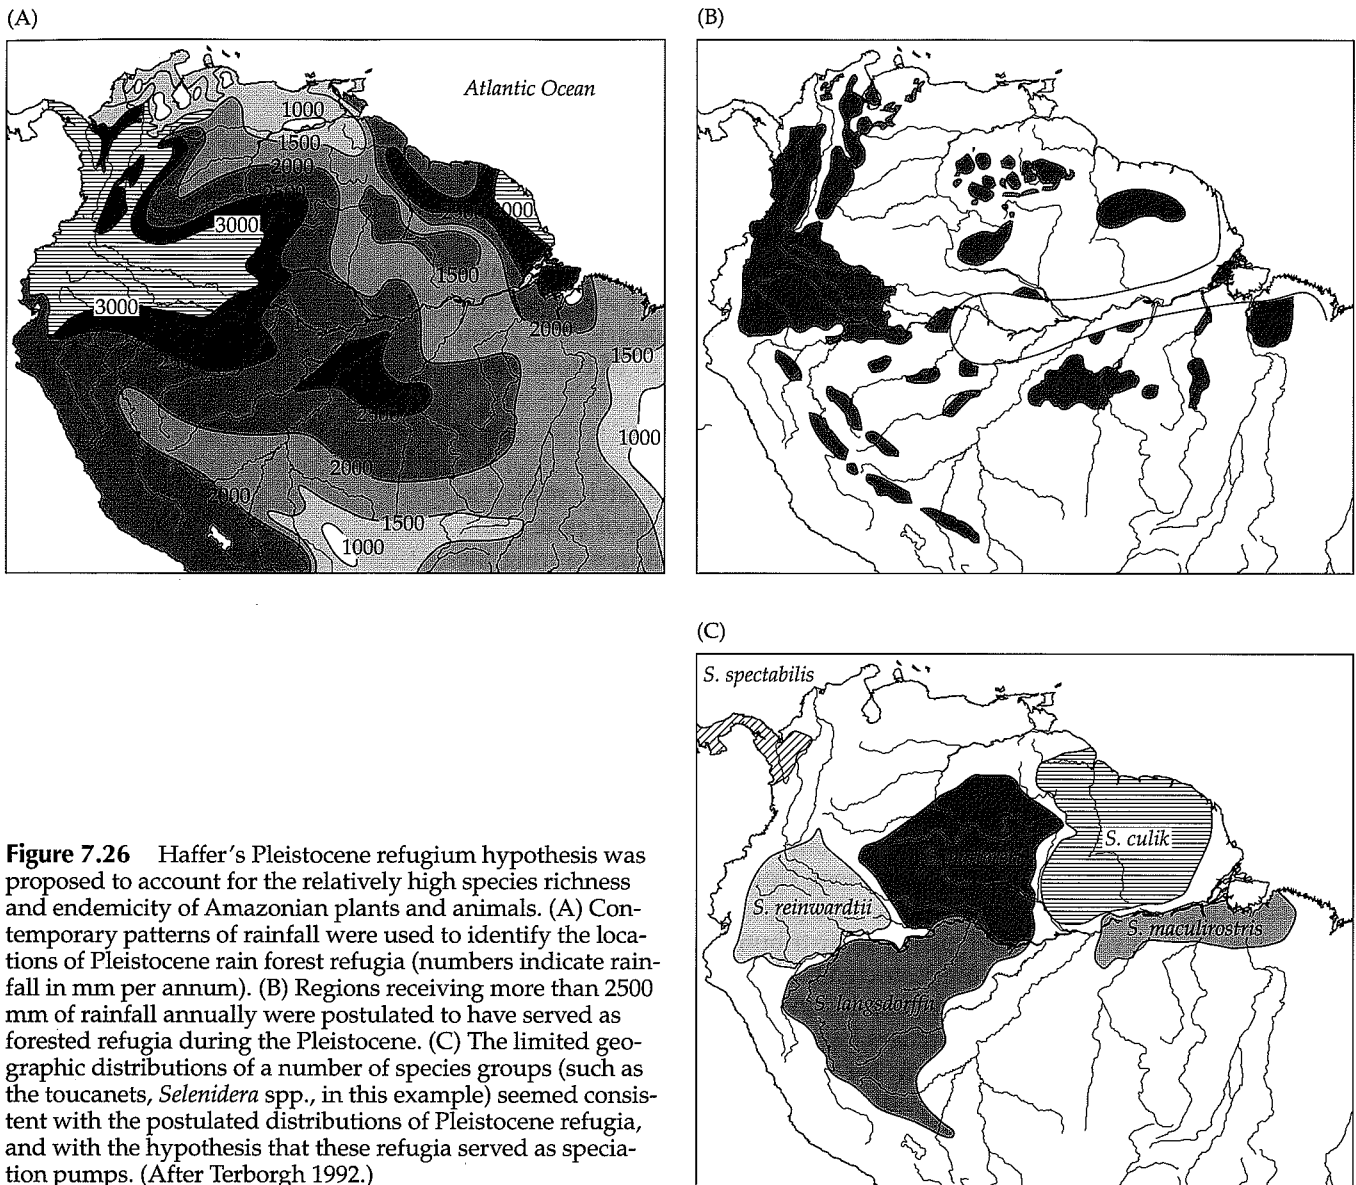 (A)
Atlantic Ocean
1000
1500
2000
3000
3000
1500
2000
1500
1000
2000
2000
1500
1000
(B)
(C)
S. spectabilis
S. culik
S. reinwardtii
S. maculirostris
S. langsdorffii
Figure 7.26 Haffer's Pleistocene refugium hypothesis was
proposed to account for the relatively high species richness
and endemicity of Amazonian plants and animals. (A) Con-
temporary patterns of rainfall were used to identify the loca-
tions of Pleistocene rain forest refugia (numbers indicate rain-
fall in mm per annum). (B) Regions receiving more than 2500
mm of rainfall annually were postulated to have served as
forested refugia during the Pleistocene. (C) The limited geo-
graphic distributions of a number of species groups (such as
the toucanets, Selenidera spp., in this example) seemed consis-
tent with the postulated distributions of Pleistocene refugia,
and with the hypothesis that these refugia served as specia-
tion pumps. (After Terborgh 1992.)